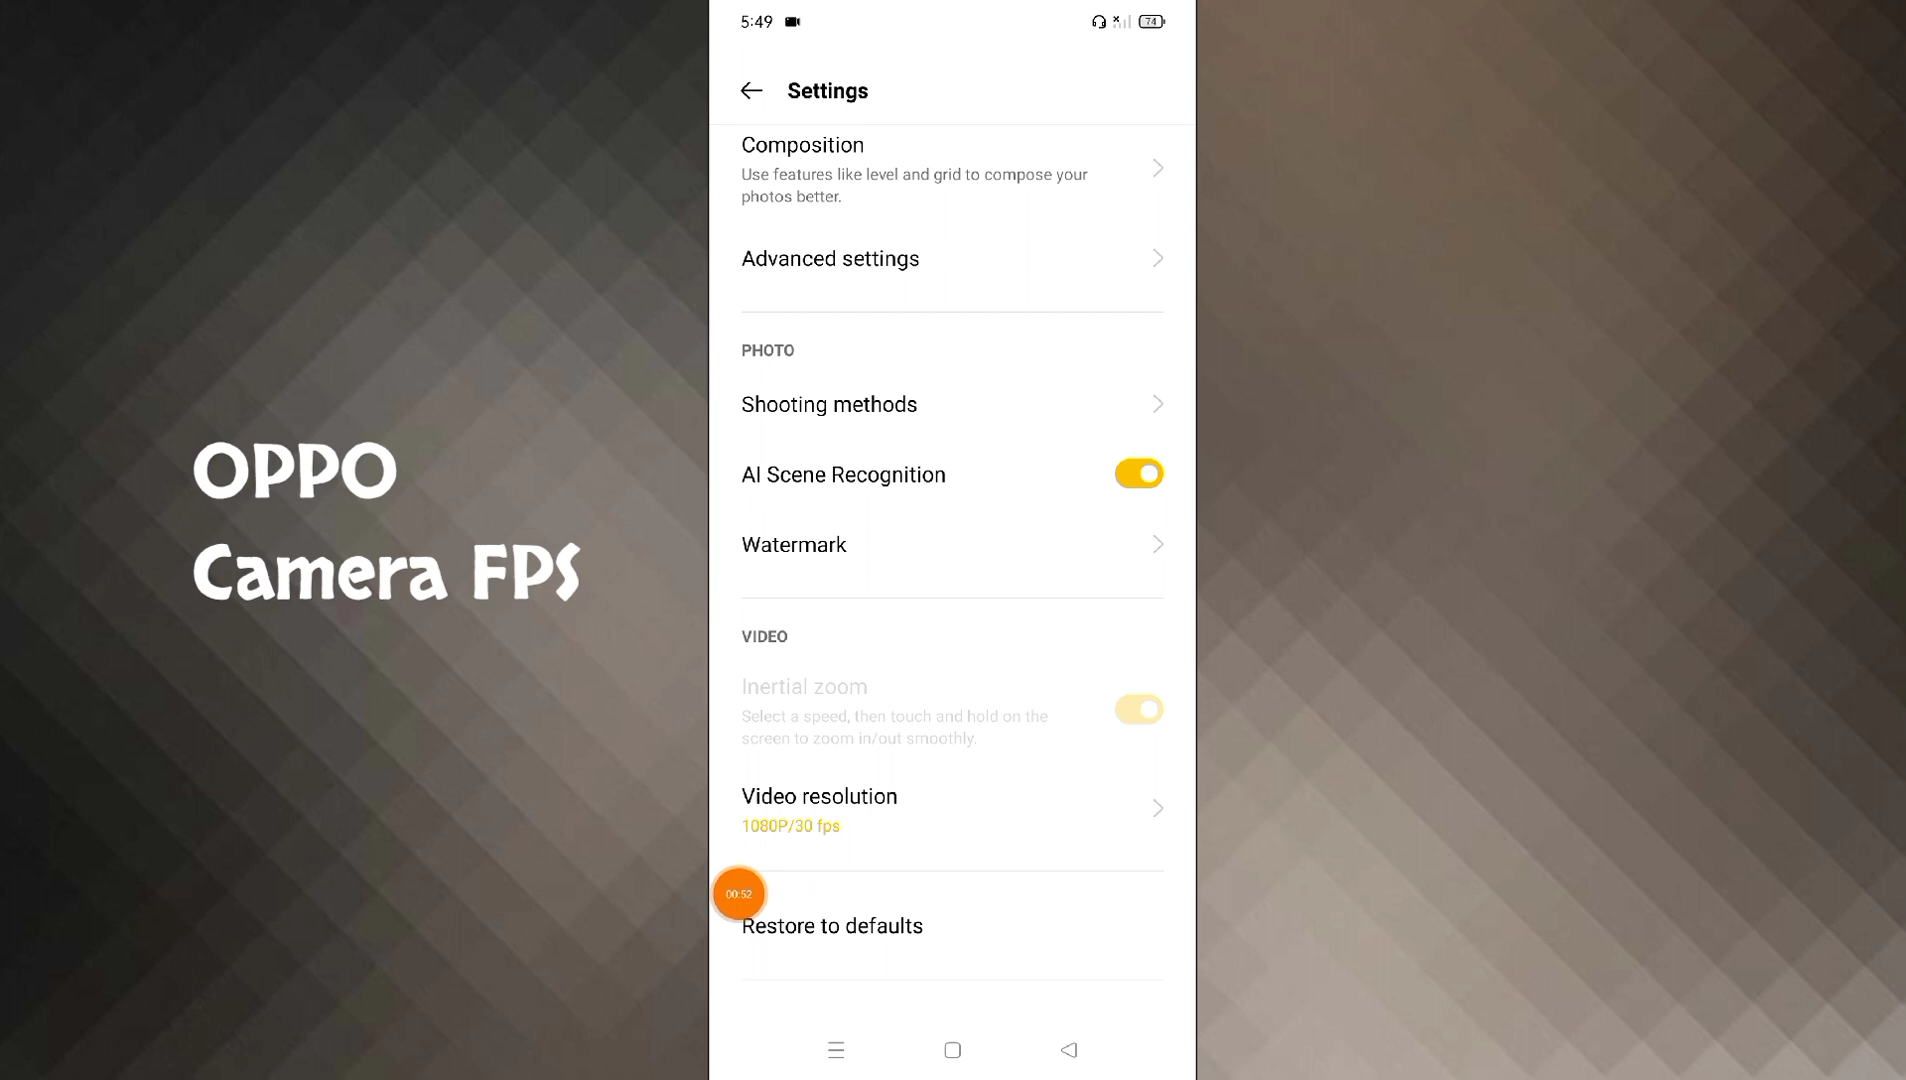 5:49
74
Settings
Composition
Use features like level and grid to compose your
photos better.
Advanced settings
PHOTO
Shooting methods
AI Scene Recognition
Watermark
VIDEO
Inertial zoom
Select a speed, then touch and hold on the
screen to zoom in/out smoothly.
Video resolution
1080P/30 fps
00:52
Restore to defaults
OPPO
Camera FPS